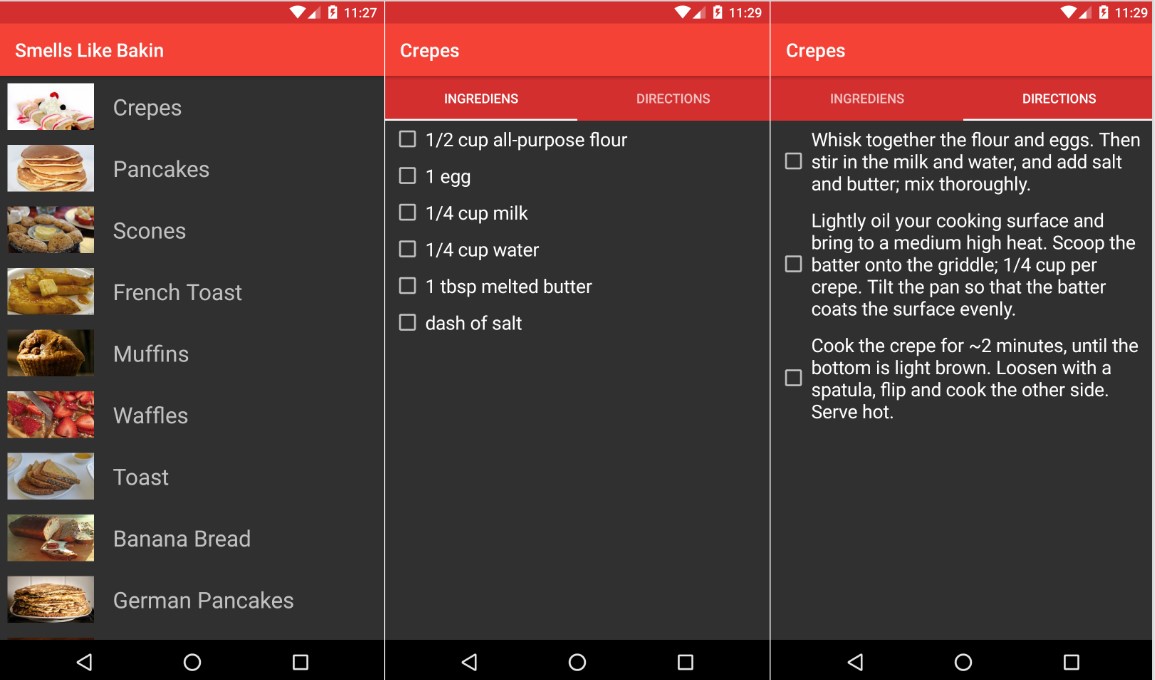 11:27
Smells Like Bakin
Crepes
Pancakes
Scones
French Toast
Muffins
Waffles
Toast
Banana Bread
German Pancakes
11:29
Crepes
INGREDIENS
DIRECTIONS
1/2 cup all-purpose flour
1 egg
1/4 cup milk
1/4 cup water
1 tbsp melted butter
dash of salt
11:29
Crepes
INGREDIENS
DIRECTIONS
Whisk together the flour and eggs. Then
stir in the milk and water, and add salt
and butter; mix thoroughly.
Lightly oil your cooking surface and
bring to a medium high heat. Scoop the
batter onto the griddle; 1/4 cup per
crepe. Tilt the pan so that the batter
coats the surface evenly.
Cook the crepe for ~2 minutes, until the
bottom is light brown. Loosen with a
spatula, flip and cook the other side.
Serve hot.